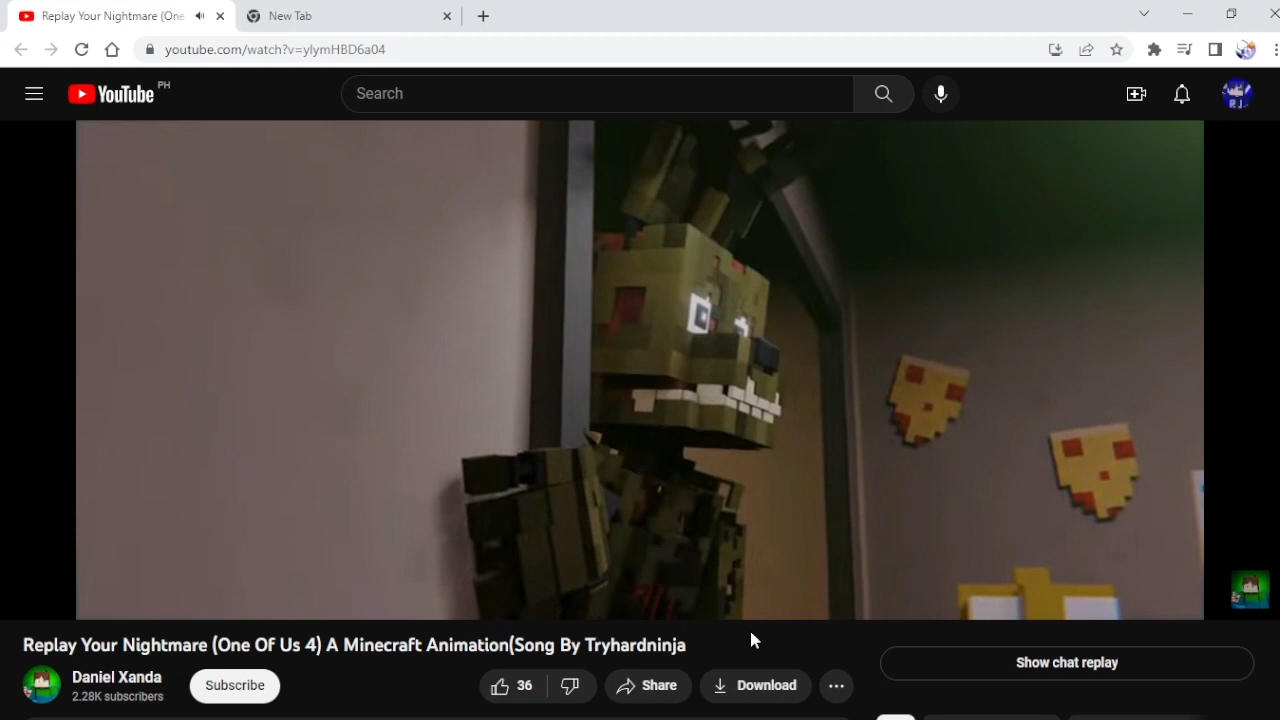 Replay Your Nightmare (One
New Tab
youtube.com/watch?v=ylymHBD6a04
YouTube PH
Search
Replay Your Nightmare (One Of Us 4) A Minecraft Animation(Song By Tryhardninja
Daniel Xanda
2.28K subscribers
Subscribe
36
Share
Download
Show chat replay